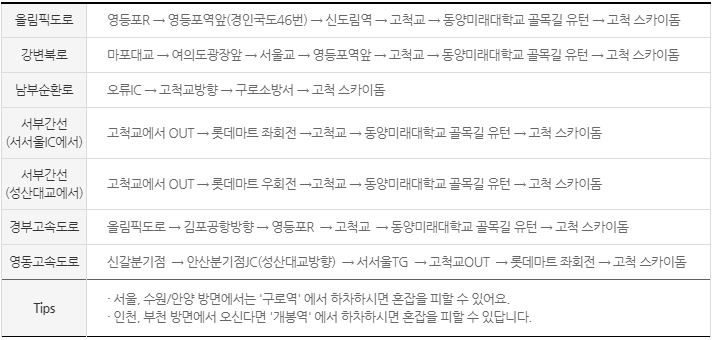 올림픽도로 영등포R → 영등포역앞(경인국도46번) → 신도림역 → 고척교 → 동양미래대학교 골목길 유턴 → 고척 스카이돔
강변북로 마포대교 → 여의도광장앞 → 서울교 → 영등포역앞 → 고척교 → 동양미래대학교 골목길 유턴 → 고척 스카이돔
남부순환로 오류IC → 고척교방향 → 구로소방서 → 고척 스카이돔
서부간선
(서서울IC에서) 고척교에서 OUT → 롯데마트 좌회전 →고척교 → 동양미래대학교 골목길 유턴 → 고척 스카이돔
서부간선
(성산대교에서) 고척교에서 OUT → 롯데마트 우회전 →고척교 → 동양미래대학교 골목길 유턴 → 고척 스카이돔
경부고속도로 올림픽도로 → 김포공항방향 → 영등포R → 고척교 → 동양미래대학교 골목길 유턴 → 고척 스카이돔
영동고속도로 신갈분기점 → 안산분기점JC(성산대교방향) → 서서울TG → 고척교OUT → 롯데마트 좌회전 → 고척 스카이돔
Tips
· 서울, 수원/안양 방면에서는 '구로역' 에서 하차하시면 혼잡을 피할 수 있어요.
· 인천, 부천 방면에서 오신다면 '개봉역' 에서 하차하시면 혼잡을 피할 수 있답니다.